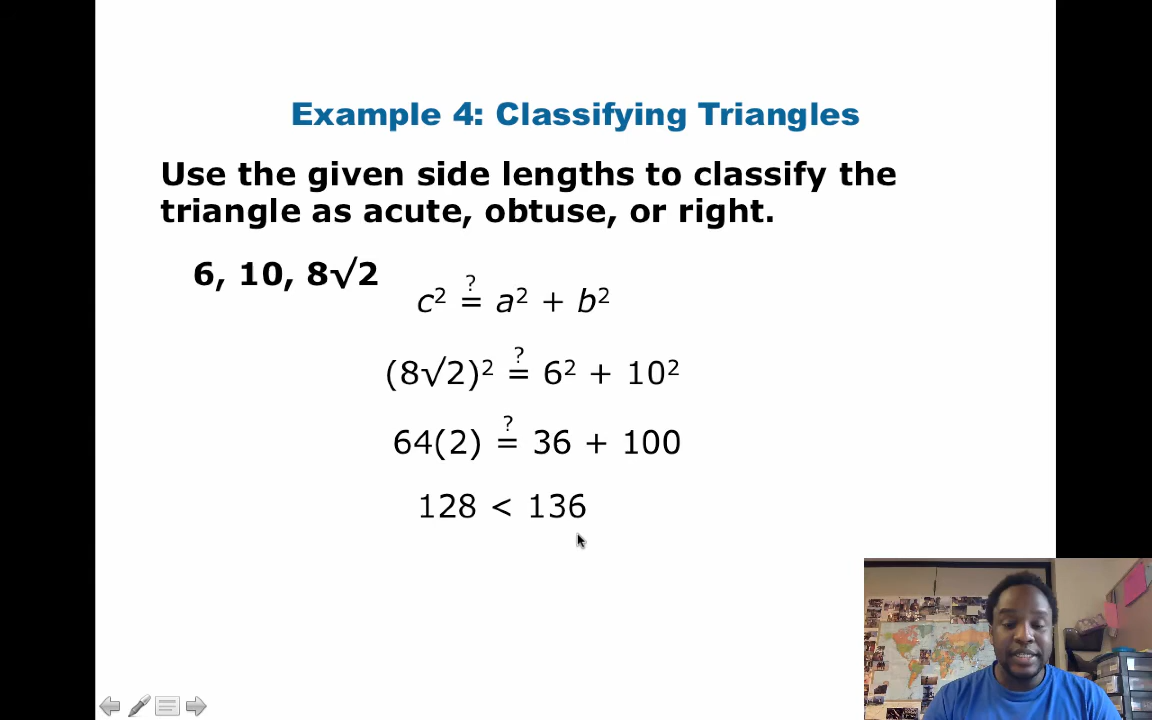 Example 4: Classifying Triangles
Use the given side lengths to classify the
triangle as acute, obtuse, or right.
6, 10, 8√2
c² ≟ a² + b²
(8√2)² ≟ 6² + 10²
64(2) ≟ 36 + 100
128 < 136